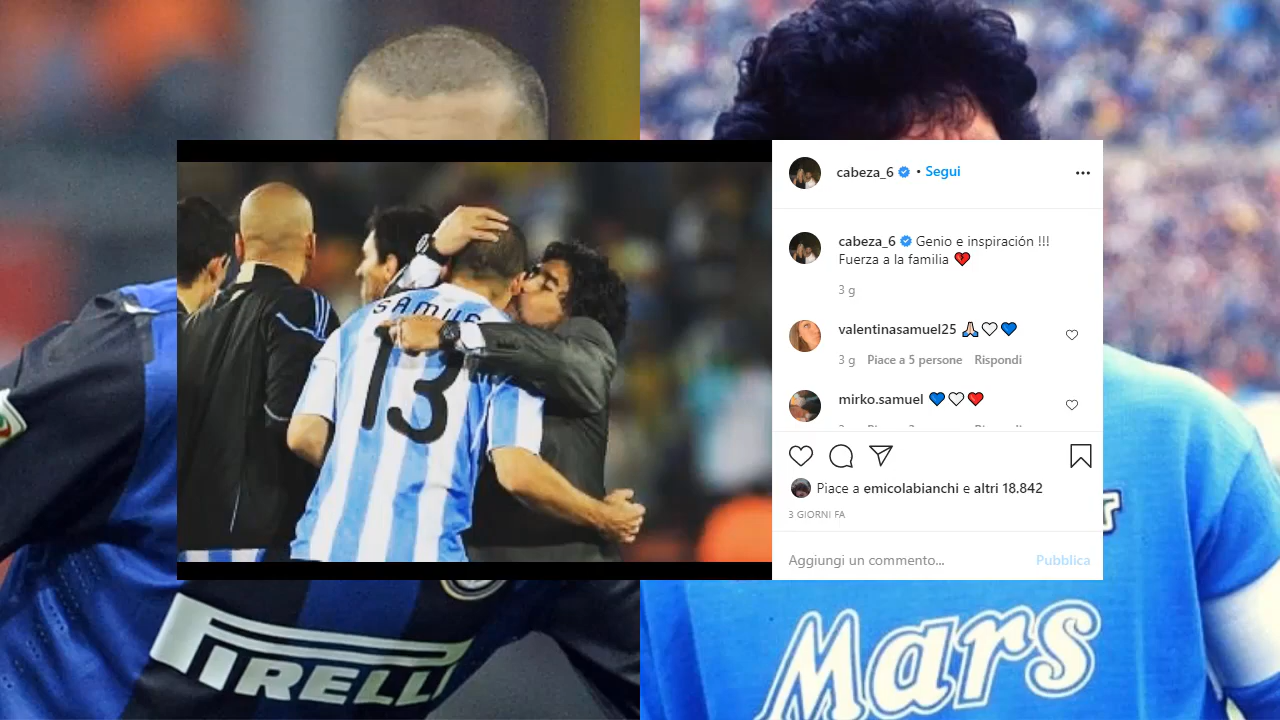 SAMUE
13
cabeza_6 • Segui
cabeza_6 Genio e inspiración !!!
Fuerza a la familia
3 g
valentinasamuel25
3 g Piace a 5 persone Rispondi
mirko.samuel
Piace a emicolabianchi e altri 18.842
3 GIORNI FA
Aggiungi un commento... Pubblica
PIRELLI
Mars